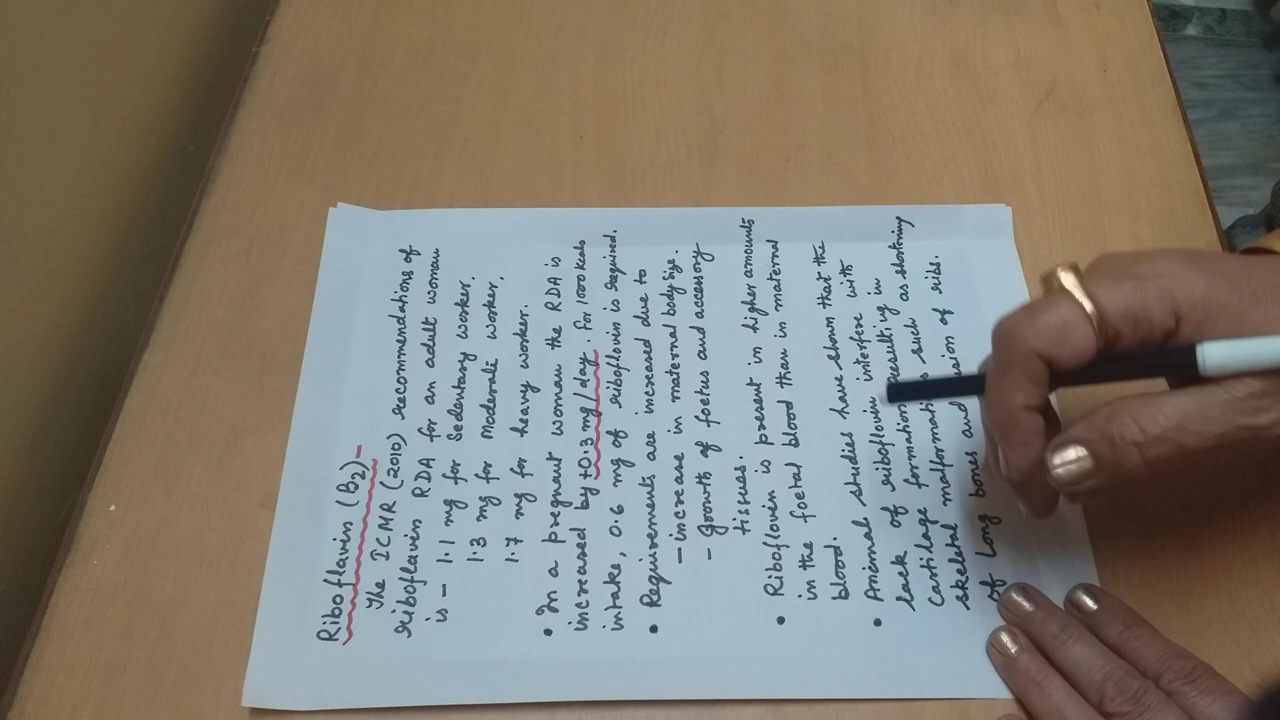 Riboflavin (B2) -
The ICMR (2010) recommendations of
riboflavin RDA for an adult woman
is - 1.1 mg for Sedentary worker.
1.3 mg for Moderate worker.
1.7 mg for heavy worker.
• In a pregnant woman the RDA is
increased by +0.3 mg/day. For 1000 kcals
intake, 0.6 mg of riboflavin is required.
• Requirements are increased due to
- increase in maternal body size.
- Growth of foetus and accessory
tissues.
• Riboflavin is present in higher amounts
in the foetal blood than in maternal
blood.
• Animal studies have shown that the
lack of riboflavin interfere with
Cartilage formation resulting in
skeletal malformations such as shorting
of Long bones and of ribs.